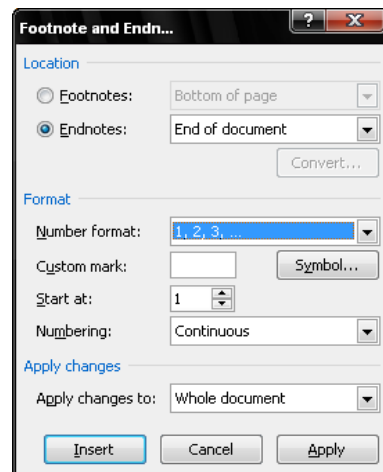 Footnote and Endn... ? X
Location
Footnotes: Bottom of page
Endnotes: End of document
Convert...
Format
Number format: 1, 2, 3, ...
Custom mark: Symbol...
Start at: 1
Numbering: Continuous
Apply changes
Apply changes to: Whole document
Insert Cancel Apply